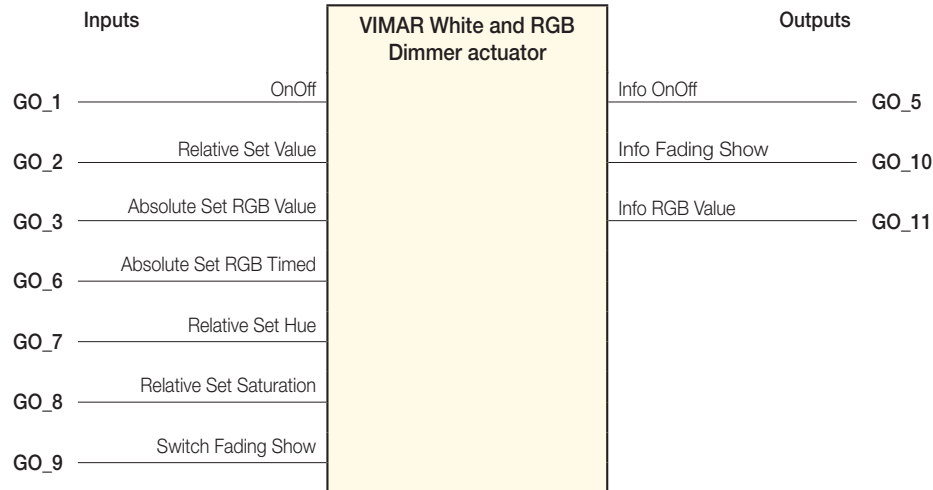 Inputs
VIMAR White and RGB
Dimmer actuator
Outputs
GO_1 OnOff
Info OnOff GO_5
GO_2 Relative Set Value
Info Fading Show GO_10
GO_3 Absolute Set RGB Value
Info RGB Value GO_11
GO_6 Absolute Set RGB Timed
GO_7 Relative Set Hue
GO_8 Relative Set Saturation
GO_9 Switch Fading Show